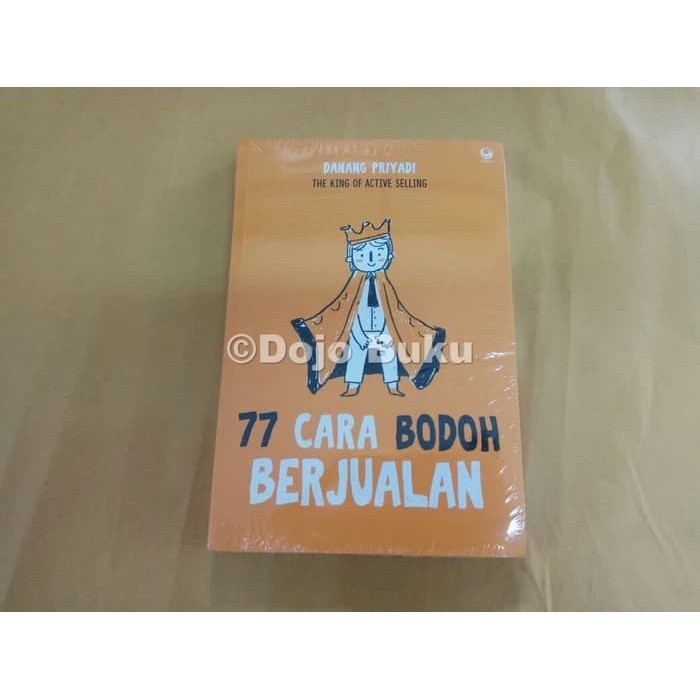 DANANG PRIYADI
THE KING OF ACTIVE SELLING
©Dojo Buku
77 CARA BODOH
BERJUALAN